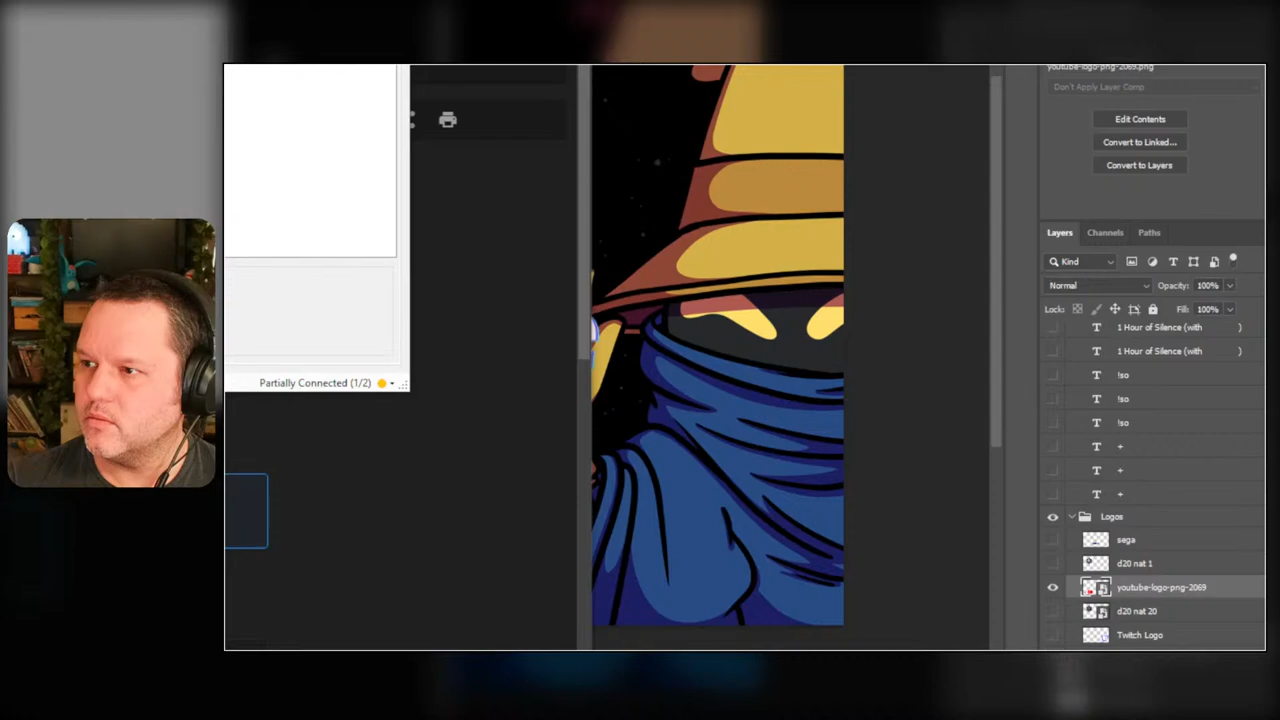 youtube-logo-png-2069.png
Don't Apply Layer Comp
Edit Contents
Convert to Linked...
Convert to Layers
Layers Channels Paths
Kind
Normal Opacity: 100%
Lock: Fill: 100%
1 Hour of Silence (with )
1 Hour of Silence (with )
!so
!so
!so
+
+
+
Logos
sega
d20 nat 1
youtube-logo-png-2069
d20 nat 20
Twitch Logo
Partially Connected (1/2)